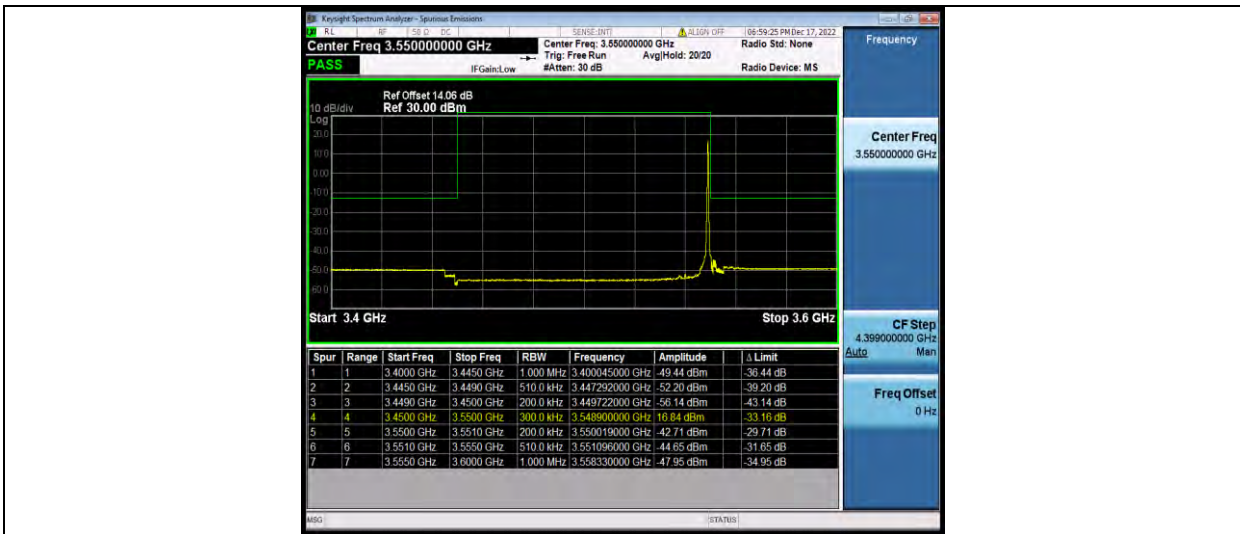 Keysight Spectrum Analyzer - Spurious Emissions
RL RF 50 Ω DC SENSE:INT ALIGN OFF 06:59:25 PM Dec 17, 2022
Center Freq 3.550000000 GHz
Center Freq: 3.550000000 GHz
Radio Std: None
Trig: Free Run Avg|Hold: 20/20
PASS
IFGain:Low
#Atten: 30 dB
Radio Device: MS
Ref Offset 14.06 dB
10 dB/div Ref 30.00 dBm
Log
20.0
10.0
0.00
-10.0
-20.0
-30.0
-40.0
-50.0
-60.0
Start 3.4 GHz Stop 3.6 GHz
Spur Range Start Freq Stop Freq RBW Frequency Amplitude Δ Limit
1 1 3.4000 GHz 3.4450 GHz 1.000 MHz 3.400045000 GHz -49.44 dBm -36.44 dB
2 2 3.4450 GHz 3.4490 GHz 510.0 kHz 3.447292000 GHz -52.20 dBm -39.20 dB
3 3 3.4490 GHz 3.4500 GHz 200.0 kHz 3.449722000 GHz -56.14 dBm -43.14 dB
4 4 3.4500 GHz 3.5500 GHz 300.0 kHz 3.548900000 GHz 16.84 dBm -33.16 dB
5 5 3.5500 GHz 3.5510 GHz 200.0 kHz 3.550019000 GHz -42.71 dBm -29.71 dB
6 6 3.5510 GHz 3.5550 GHz 510.0 kHz 3.551096000 GHz -44.65 dBm -31.65 dB
7 7 3.5550 GHz 3.6000 GHz 1.000 MHz 3.558330000 GHz -47.95 dBm -34.95 dB
MSG STATUS
Frequency
Center Freq
3.550000000 GHz
CF Step
4.399000000 GHz
Auto Man
Freq Offset
0 Hz